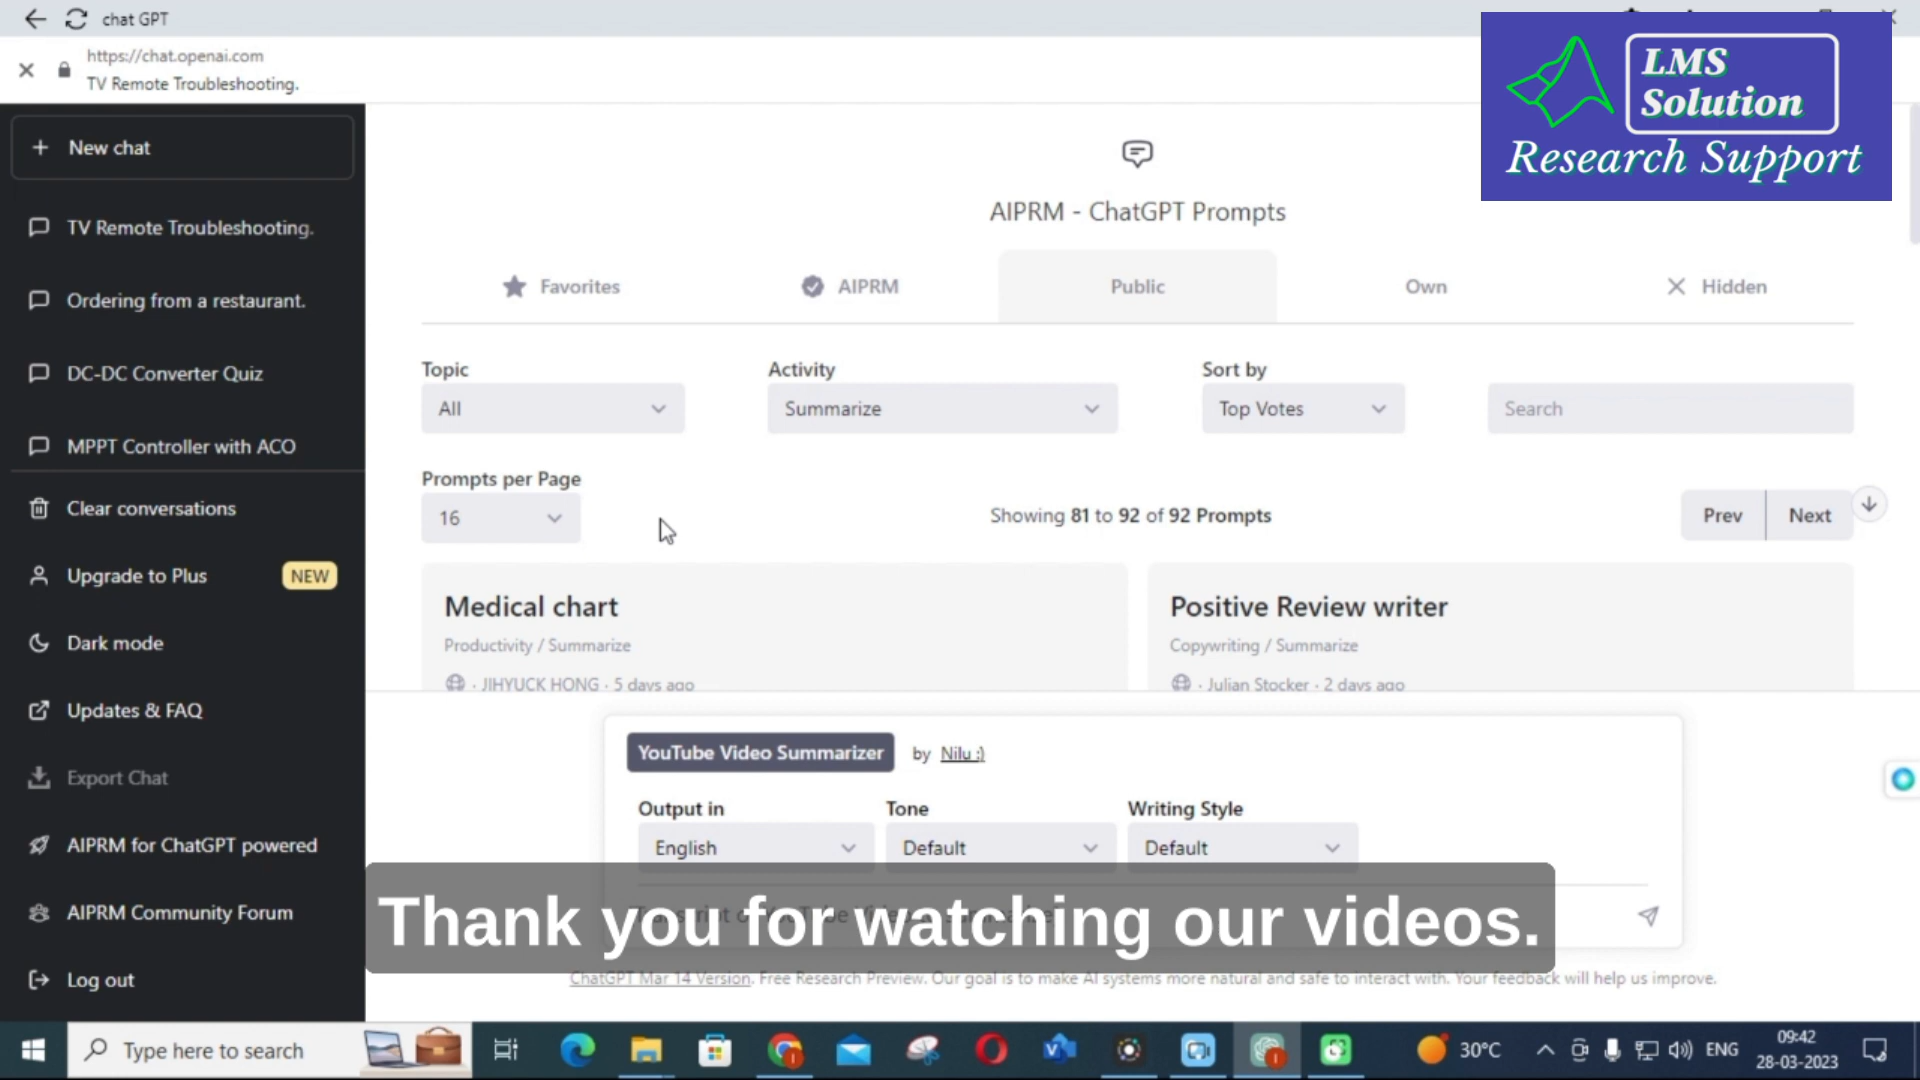 chat GPT
https://chat.openai.com
TV Remote Troubleshooting.
LMS
Solution
Research Support
New chat
TV Remote Troubleshooting.
Ordering from a restaurant.
DC-DC Converter Quiz
MPPT Controller with ACO
Clear conversations
Upgrade to Plus NEW
Dark mode
Updates & FAQ
Export Chat
AIPRM for ChatGPT powered
AIPRM Community Forum
Log out
AIPRM - ChatGPT Prompts
Favorites AIPRM Public Own Hidden
Topic Activity Sort by
All Summarize Top Votes Search
Prompts per Page
16 Showing 81 to 92 of 92 Prompts Prev Next
Medical chart
Productivity / Summarize
· JIHYUCK HONG · 5 days ago
Positive Review writer
Copywriting / Summarize
· Julian Stocker · 2 days ago
YouTube Video Summarizer by Nilu :)
Output in Tone Writing Style
English Default Default
Thank you for watching our videos.
ChatGPT Mar 14 Version. Free Research Preview. Our goal is to make AI systems more natural and safe to interact with. Your feedback will help us improve.
Type here to search
30°C
ENG
09:42
28-03-2023